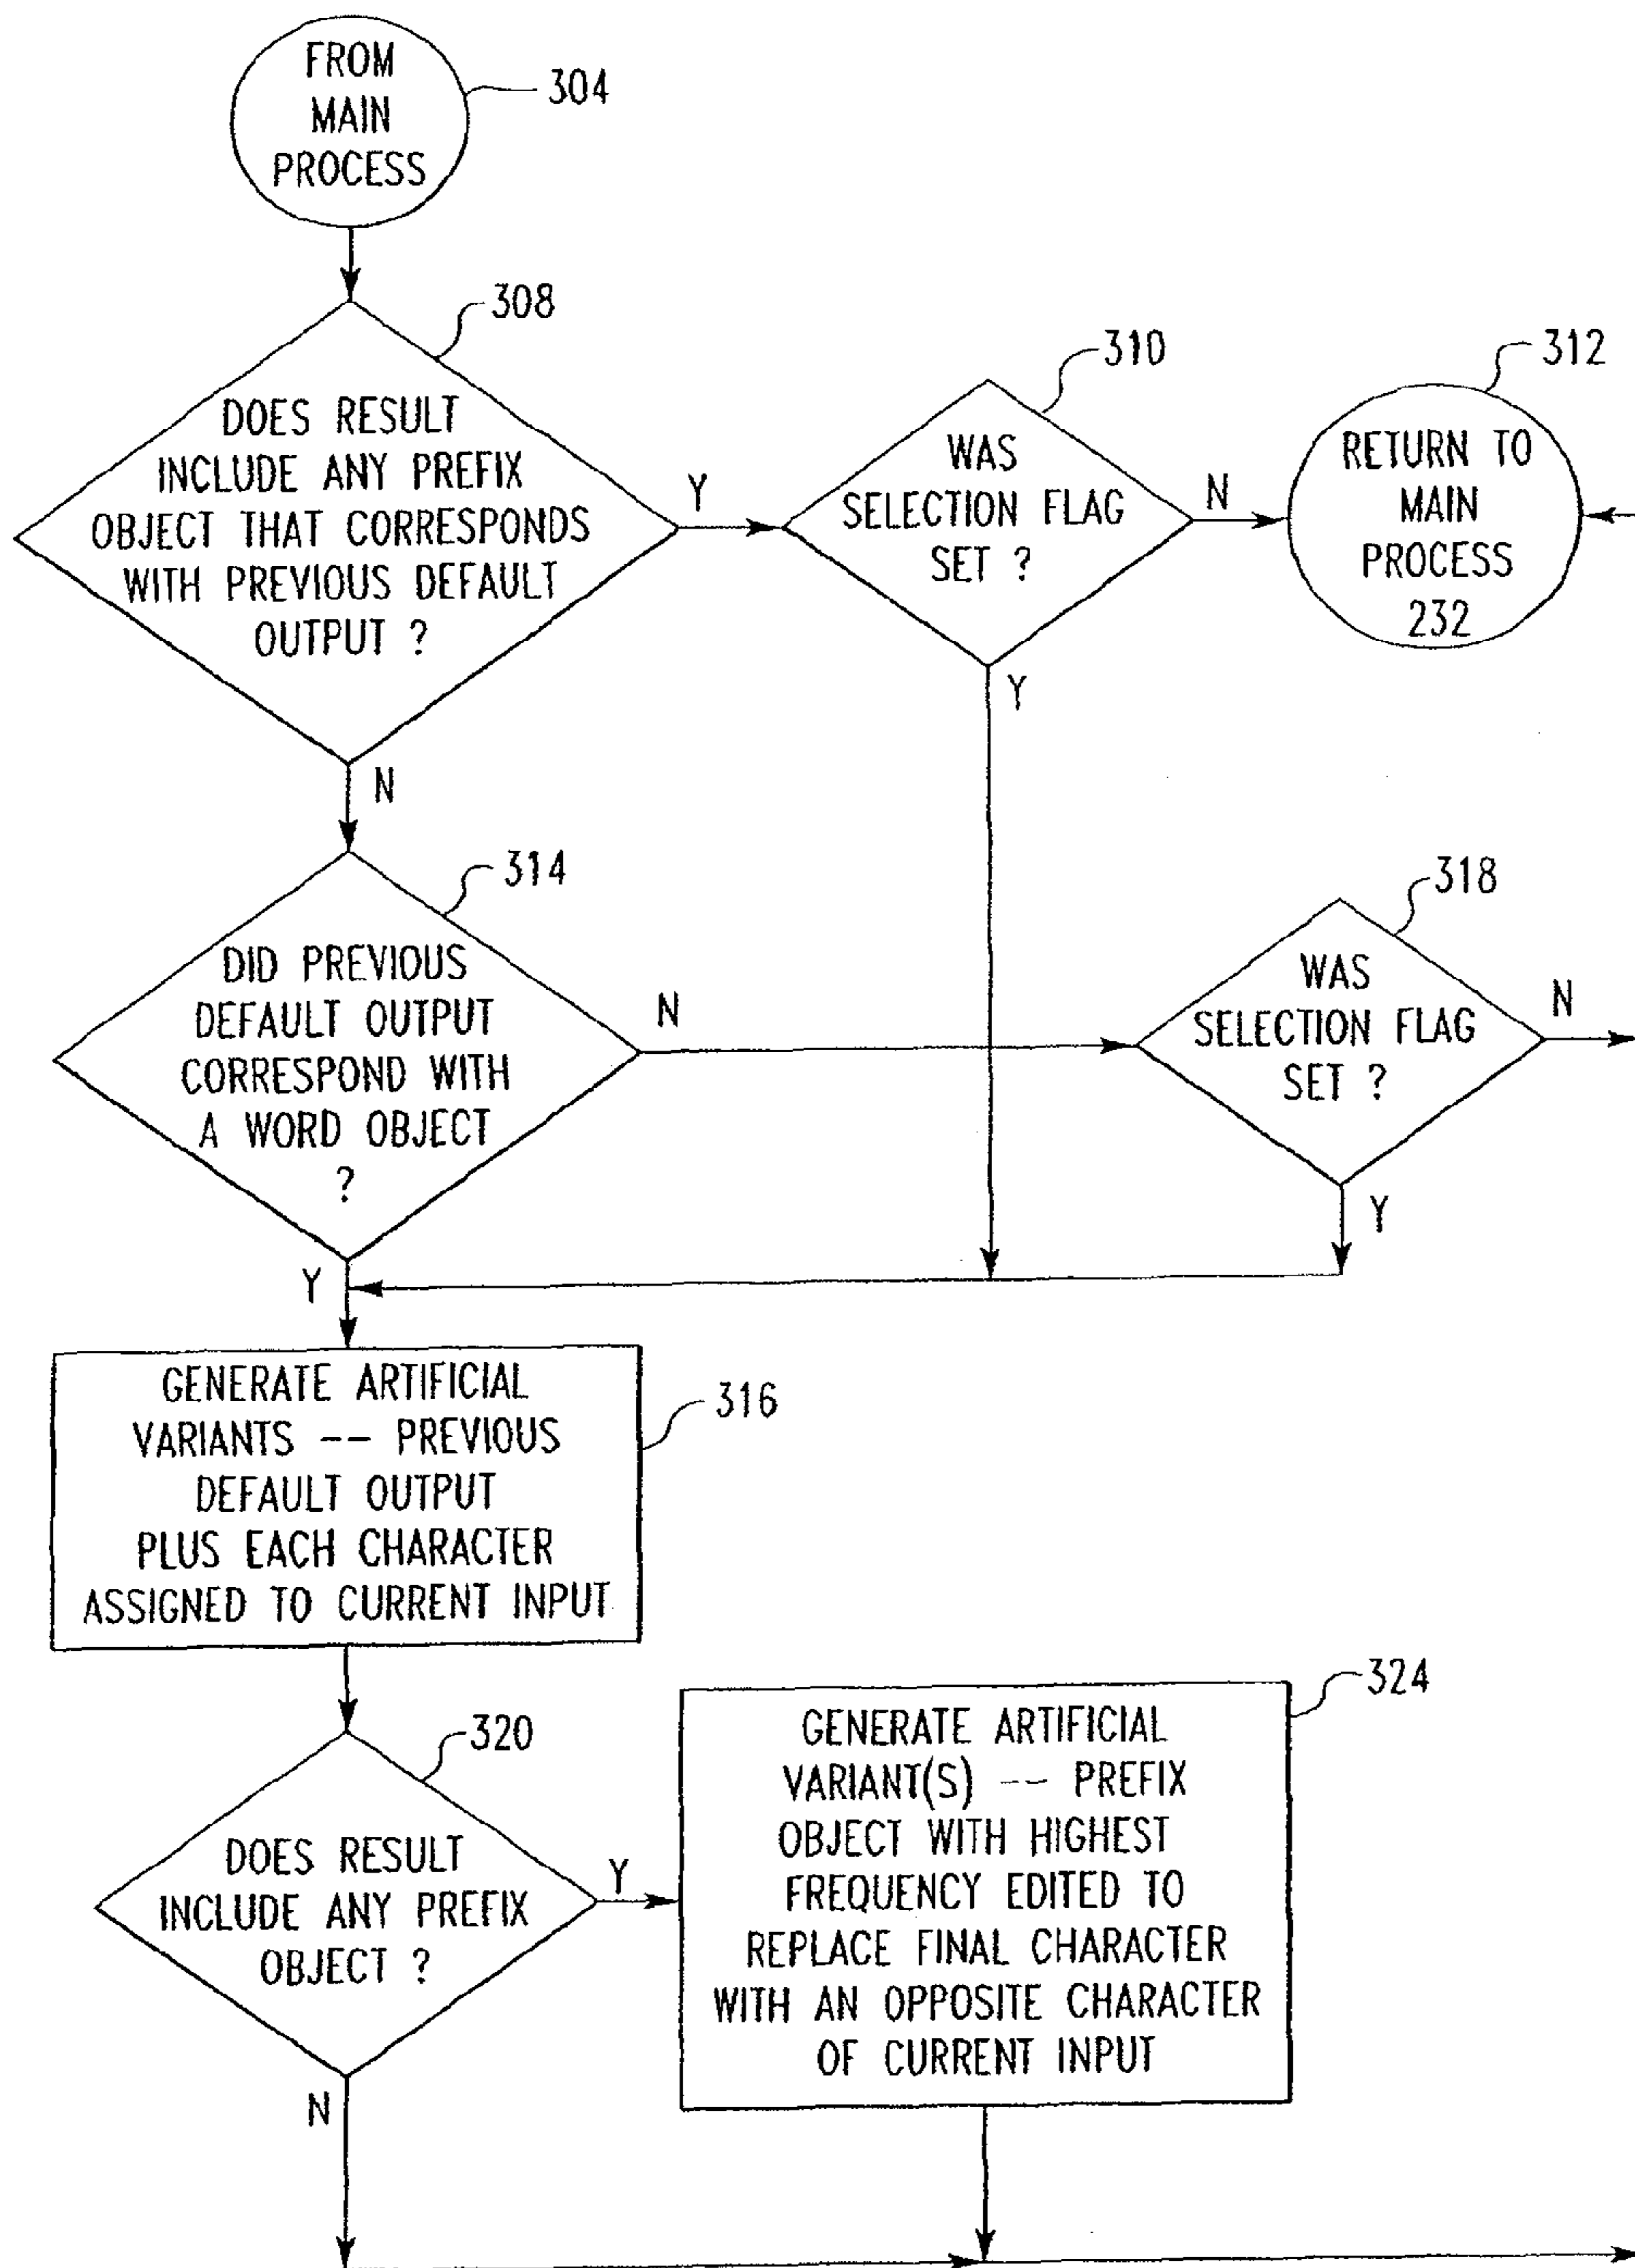 FROM
MAIN
PROCESS
304
308
DOES RESULT
INCLUDE ANY PREFIX
OBJECT THAT CORRESPONDS
WITH PREVIOUS DEFAULT
OUTPUT ?
Y
N
310
WAS
SELECTION FLAG
SET ?
N
Y
312
RETURN TO
MAIN
PROCESS
232
314
DID PREVIOUS
DEFAULT OUTPUT
CORRESPOND WITH
A WORD OBJECT
?
N
Y
318
WAS
SELECTION FLAG
SET ?
N
Y
316
GENERATE ARTIFICIAL
VARIANTS -- PREVIOUS
DEFAULT OUTPUT
PLUS EACH CHARACTER
ASSIGNED TO CURRENT INPUT
320
DOES RESULT
INCLUDE ANY PREFIX
OBJECT ?
Y
N
324
GENERATE ARTIFICIAL
VARIANT(S) -- PREFIX
OBJECT WITH HIGHEST
FREQUENCY EDITED TO
REPLACE FINAL CHARACTER
WITH AN OPPOSITE CHARACTER
OF CURRENT INPUT